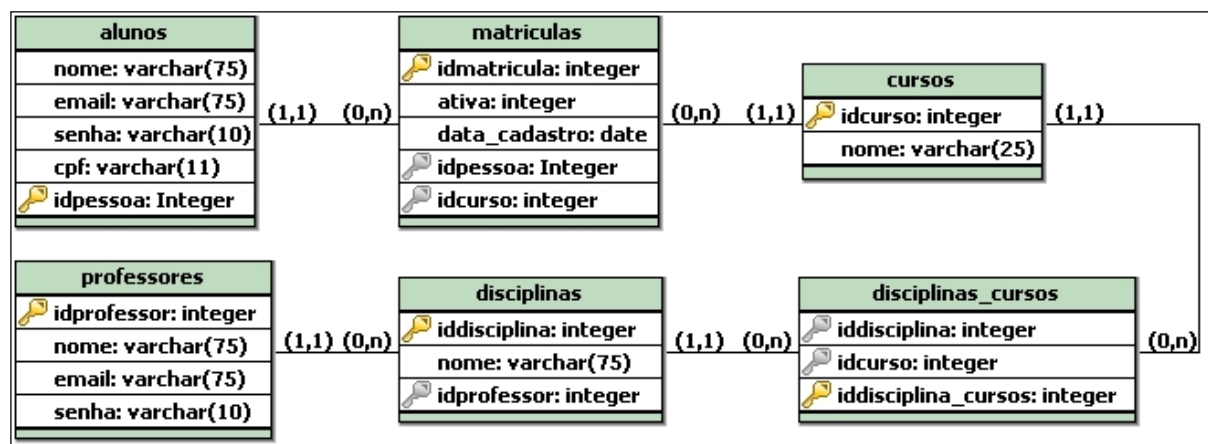 alunos
nome: varchar(75)
email: varchar(75)
senha: varchar(10)
cpf: varchar(11)
idpessoa: Integer
(1,1)
(0,n)
matriculas
idmatricula: integer
ativa: integer
data_cadastro: date
idpessoa: Integer
idcurso: integer
(0,n)
(1,1)
cursos
idcurso: integer
nome: varchar(25)
(1,1)
professores
idprofessor: integer
nome: varchar(75)
email: varchar(75)
senha: varchar(10)
(1,1)
(0,n)
disciplinas
iddisciplina: integer
nome: varchar(75)
idprofessor: integer
(1,1)
(0,n)
disciplinas_cursos
iddisciplina: integer
idcurso: integer
iddisciplina_cursos: integer
(0,n)